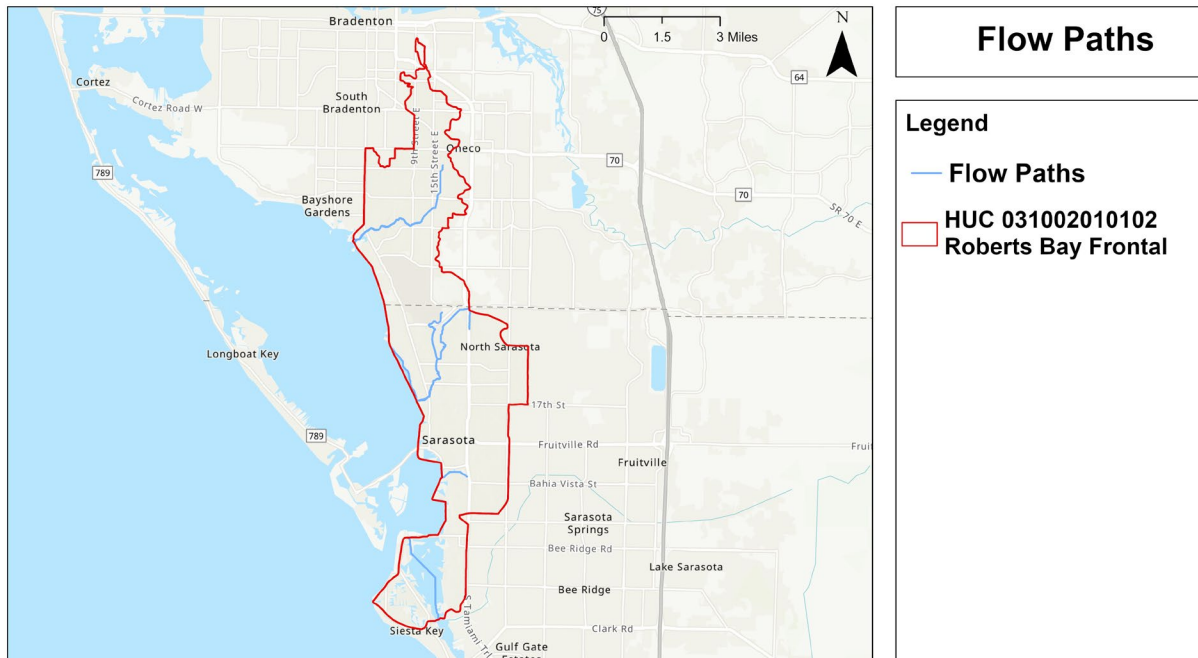 Bradenton
75
N
0 1.5 3 Miles
Flow Paths
Cortez
64
Cortez Road W
South
Bradenton
9th Street E
15th Street E
Oneco
70
70
789
Bayshore
Gardens
SR 70 E
Legend
Flow Paths
HUC 031002010102
Roberts Bay Frontal
Longboat Key
North Sarasota
17th St
789
Sarasota
Fruitville Rd
Fruit
Fruitville
Bahia Vista St
Sarasota
Springs
Bee Ridge Rd
Lake Sarasota
Bee Ridge
S Tamiami Trl
Siesta Key
Clark Rd
Gulf Gate
Estates